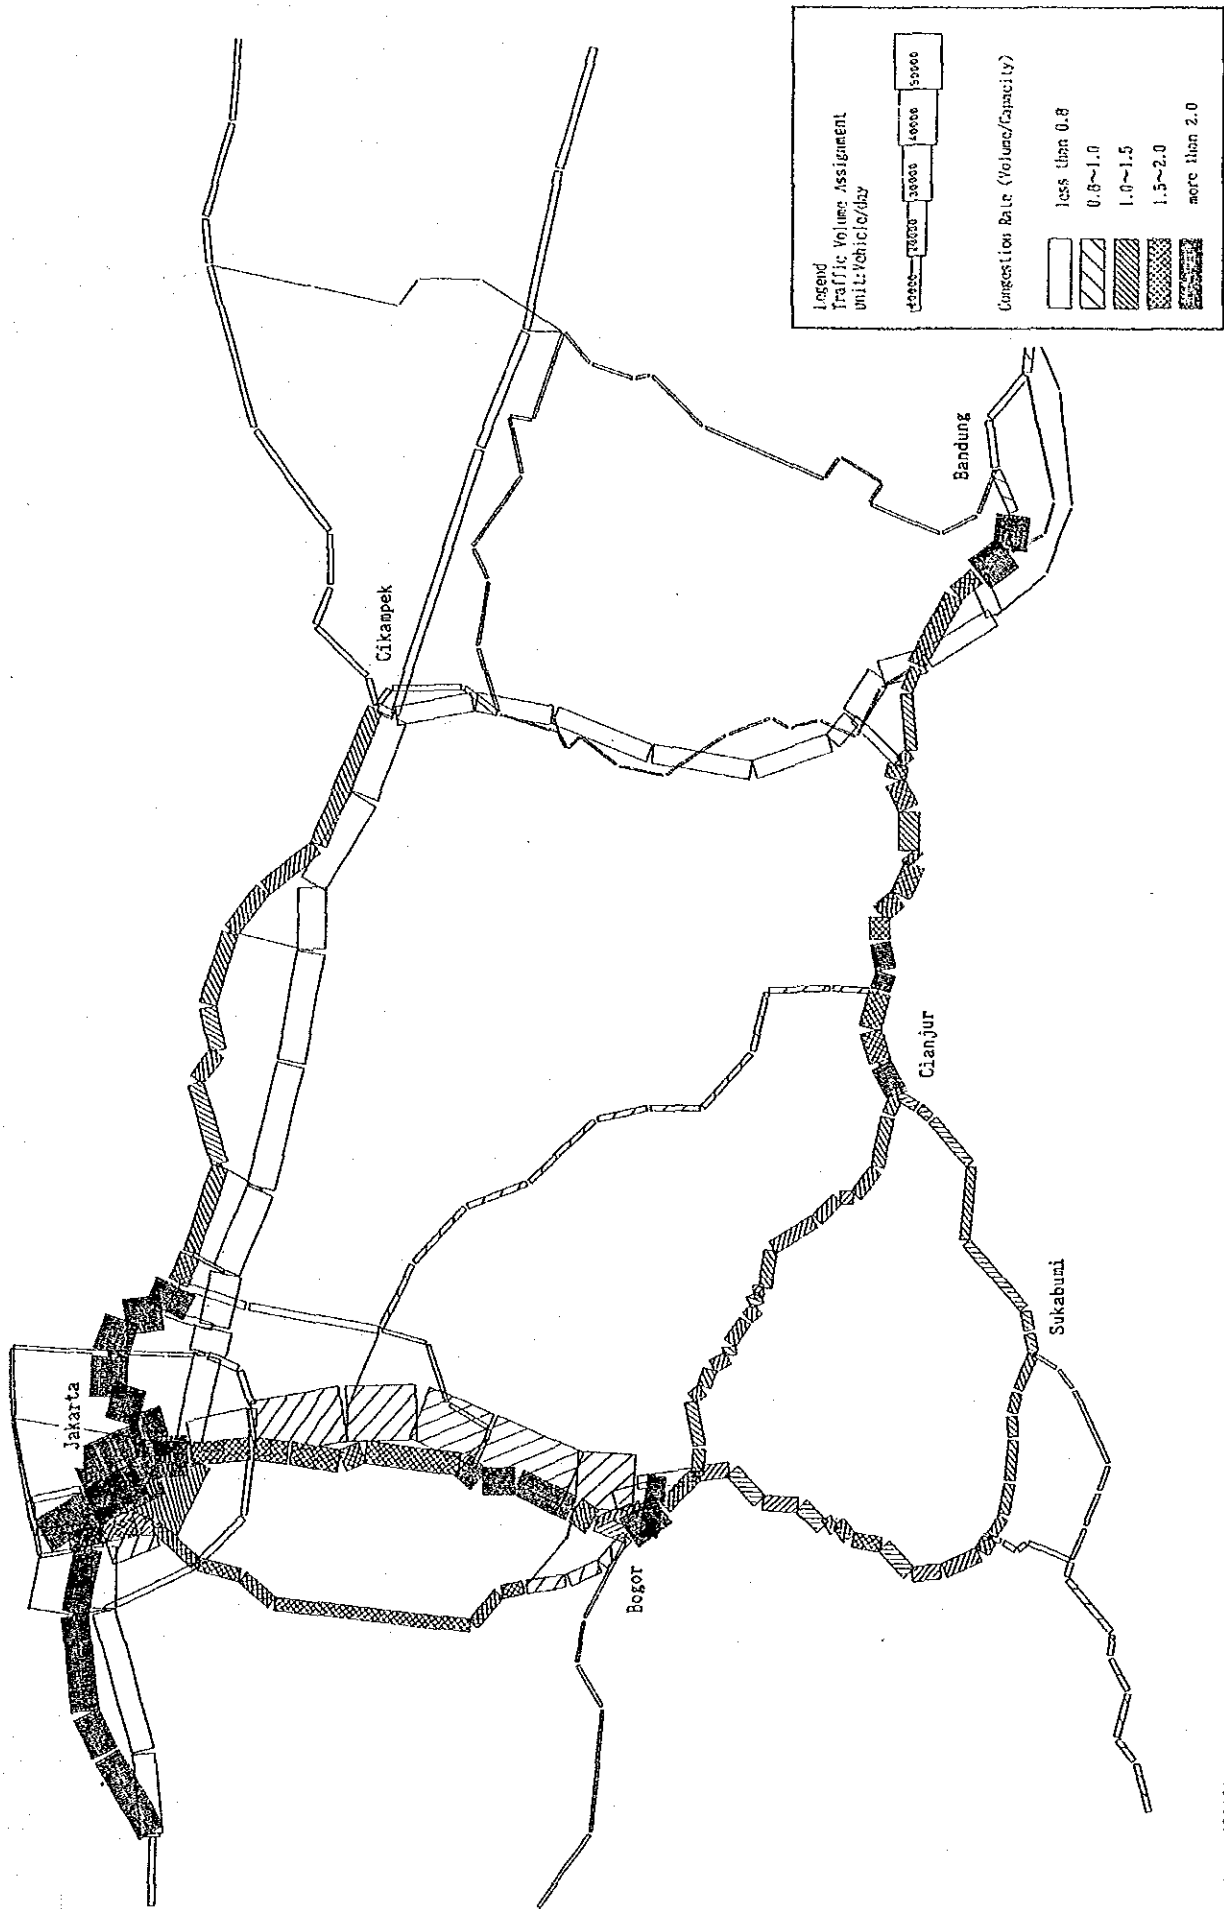 Jakarta
Cikampek
Bandung
Cianjur
Sukabumi
Bogor
Legend
Traffic Volume Assignment
unit:Vehicle/day
20000 30000 40000 50000
Congestion Rate (Volume/Capacity)
less than 0.8
0.8~1.0
1.0~1.5
1.5~2.0
more than 2.0